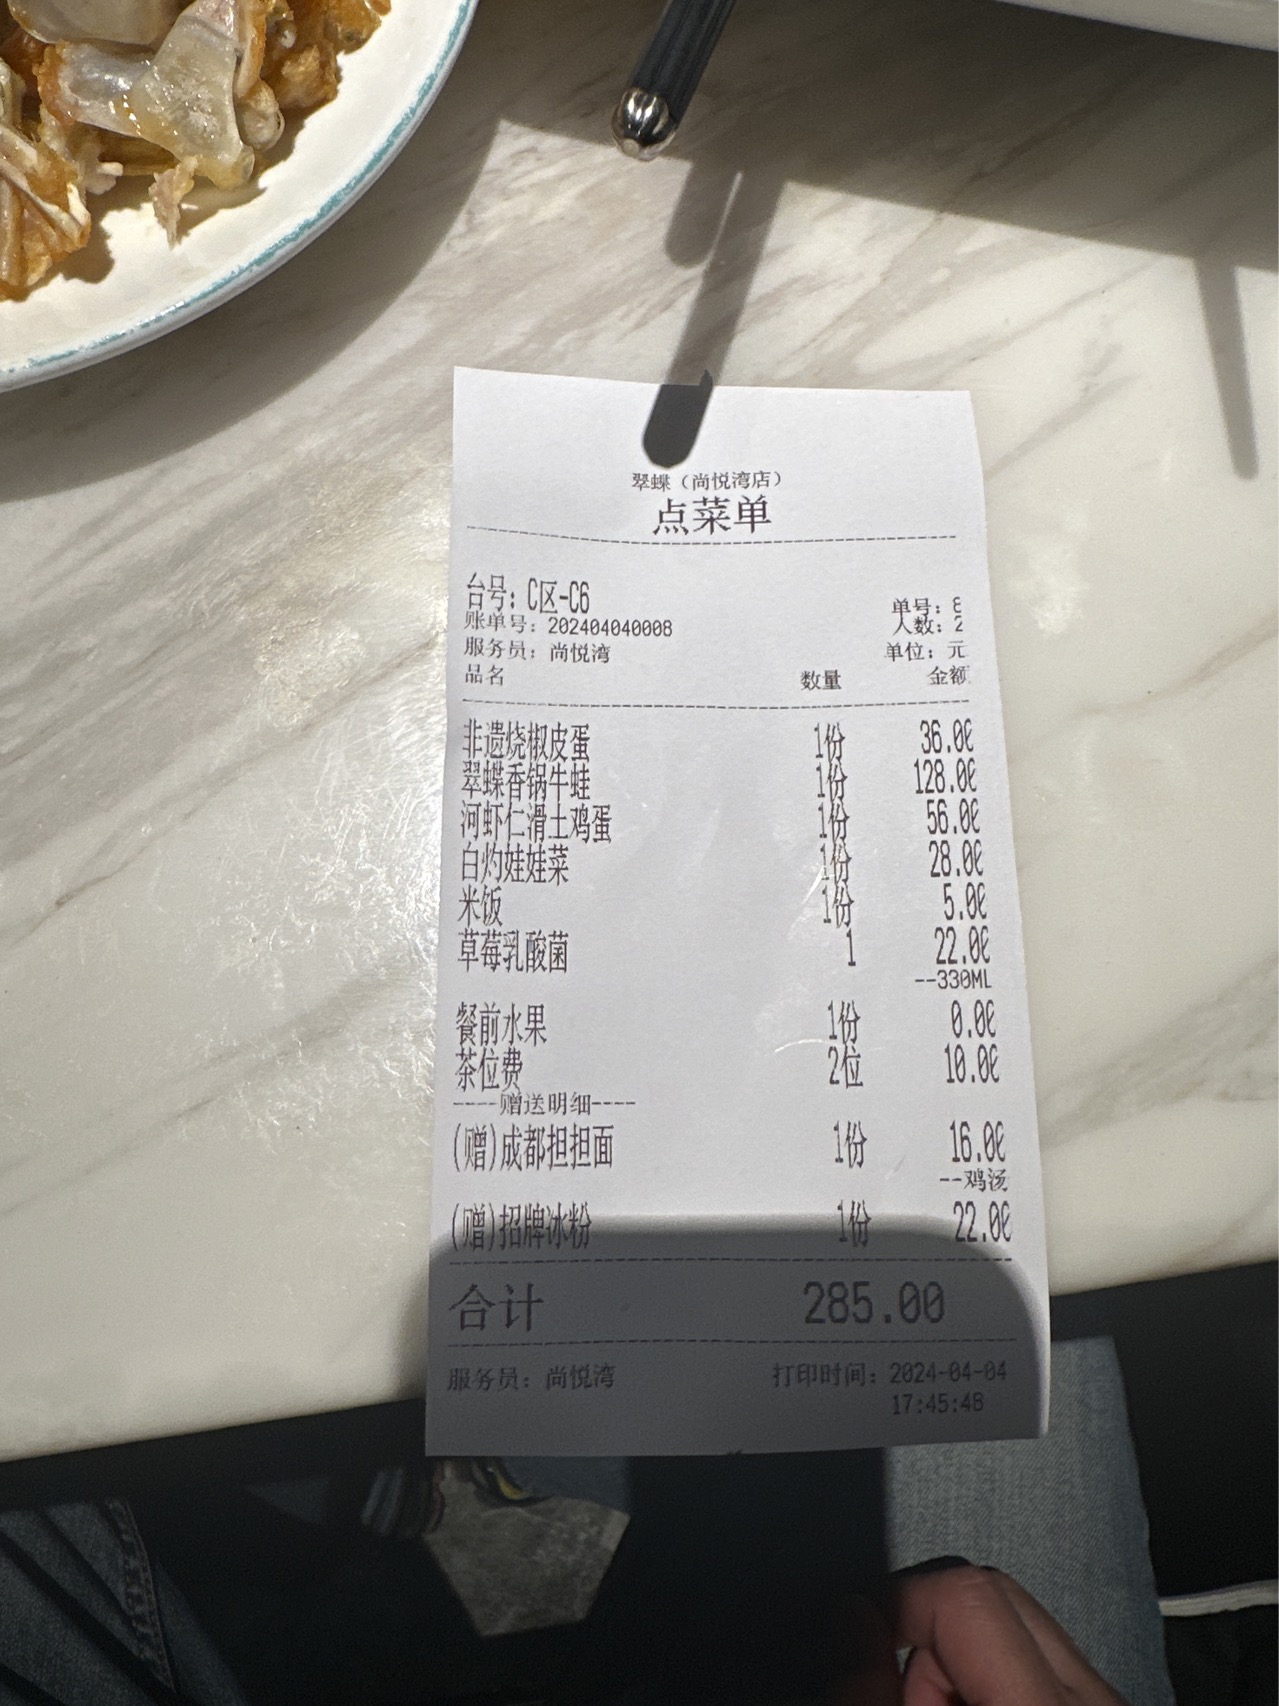 翠蝶（尚悦湾店）
点菜单
台号：C区-C6
单号：8
账单号：202404040008
人数：2
服务员：尚悦湾
单位：元
品名 数量 金额
非遗烧椒皮蛋 1份 36.00
翠蝶香锅牛蛙 1份 128.00
河虾仁滑土鸡蛋 1份 56.00
白灼娃娃菜 1份 28.00
米饭 1份 5.00
草莓乳酸菌 1 22.00
--330ML
餐前水果 1份 0.00
茶位费 2位 10.00
----赠送明细----
(赠)成都担担面 1份 16.00
--鸡汤
(赠)招牌冰粉 1份 22.00
合计 285.00
服务员：尚悦湾 打印时间：2024-04-04
17:45:48